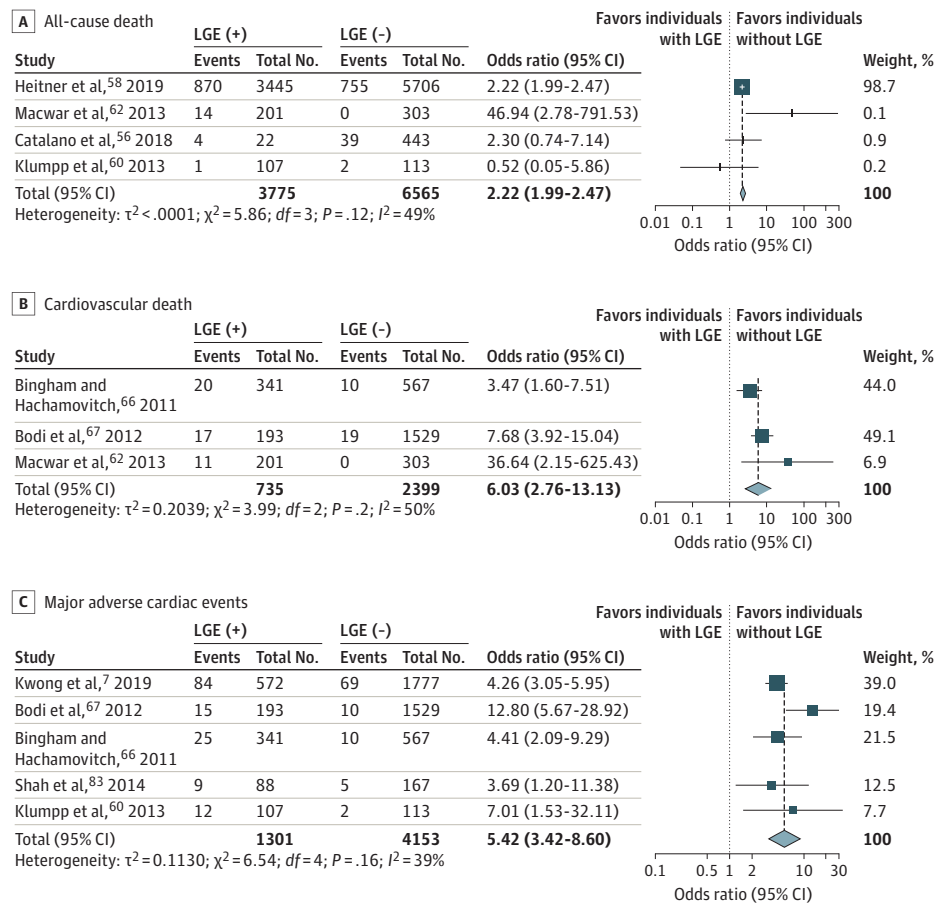 A All-cause death
Favors individuals with LGE
Favors individuals without LGE
LGE (+) LGE (-)
Study Events Total No. Events Total No. Odds ratio (95% CI) Weight, %
Heitner et al,58 2019 870 3445 755 5706 2.22 (1.99-2.47) 98.7
Macwar et al,62 2013 14 201 0 303 46.94 (2.78-791.53) 0.1
Catalano et al,56 2018 4 22 39 443 2.30 (0.74-7.14) 0.9
Klumpp et al,60 2013 1 107 2 113 0.52 (0.05-5.86) 0.2
Total (95% CI) 3775 6565 2.22 (1.99-2.47) 100
Heterogeneity: τ2 < .0001; χ2 = 5.86; df = 3; P = .12; I2 = 49%
0.01 0.1 1 10 100 300
Odds ratio (95% CI)
B Cardiovascular death
Favors individuals with LGE
Favors individuals without LGE
LGE (+) LGE (-)
Study Events Total No. Events Total No. Odds ratio (95% CI) Weight, %
Bingham and 20 341 10 567 3.47 (1.60-7.51) 44.0
Hachamovitch,66 2011
Bodi et al,67 2012 17 193 19 1529 7.68 (3.92-15.04) 49.1
Macwar et al,62 2013 11 201 0 303 36.64 (2.15-625.43) 6.9
Total (95% CI) 735 2399 6.03 (2.76-13.13) 100
Heterogeneity: τ2 = 0.2039; χ2 = 3.99; df = 2; P = .2; I2 = 50%
0.01 0.1 1 10 100 300
Odds ratio (95% CI)
C Major adverse cardiac events
Favors individuals with LGE
Favors individuals without LGE
LGE (+) LGE (-)
Study Events Total No. Events Total No. Odds ratio (95% CI) Weight, %
Kwong et al,7 2019 84 572 69 1777 4.26 (3.05-5.95) 39.0
Bodi et al,67 2012 15 193 10 1529 12.80 (5.67-28.92) 19.4
Bingham and 25 341 10 567 4.41 (2.09-9.29) 21.5
Hachamovitch,66 2011
Shah et al,83 2014 9 88 5 167 3.69 (1.20-11.38) 12.5
Klumpp et al,60 2013 12 107 2 113 7.01 (1.53-32.11) 7.7
Total (95% CI) 1301 4153 5.42 (3.42-8.60) 100
Heterogeneity: τ2 = 0.1130; χ2 = 6.54; df = 4; P = .16; I2 = 39%
0.1 0.5 1 2 10 30
Odds ratio (95% CI)